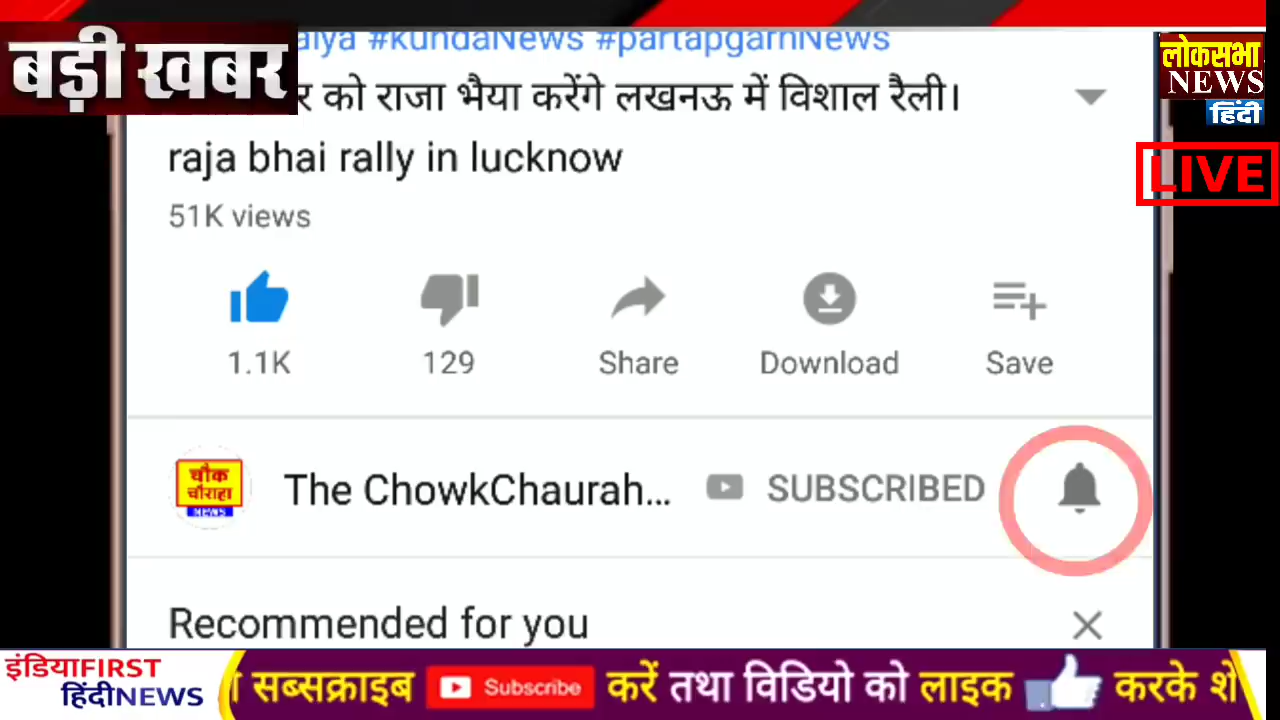 #kundaNews #partapgarhNews
बड़ी खबर
को राजा भैया करेंगे लखनऊ में विशाल रैली।
raja bhai rally in lucknow
51K views
लोकसभा
NEWS
हिंदी
LIVE
1.1K
129
Share
Download
Save
चौक
चौराहा
NEWS
The ChowkChaurah...
SUBSCRIBED
Recommended for you
इंडियाFIRST
हिंदीNEWS
सब्सक्राइब Subscribe करें तथा विडियो को लाइक करके शे